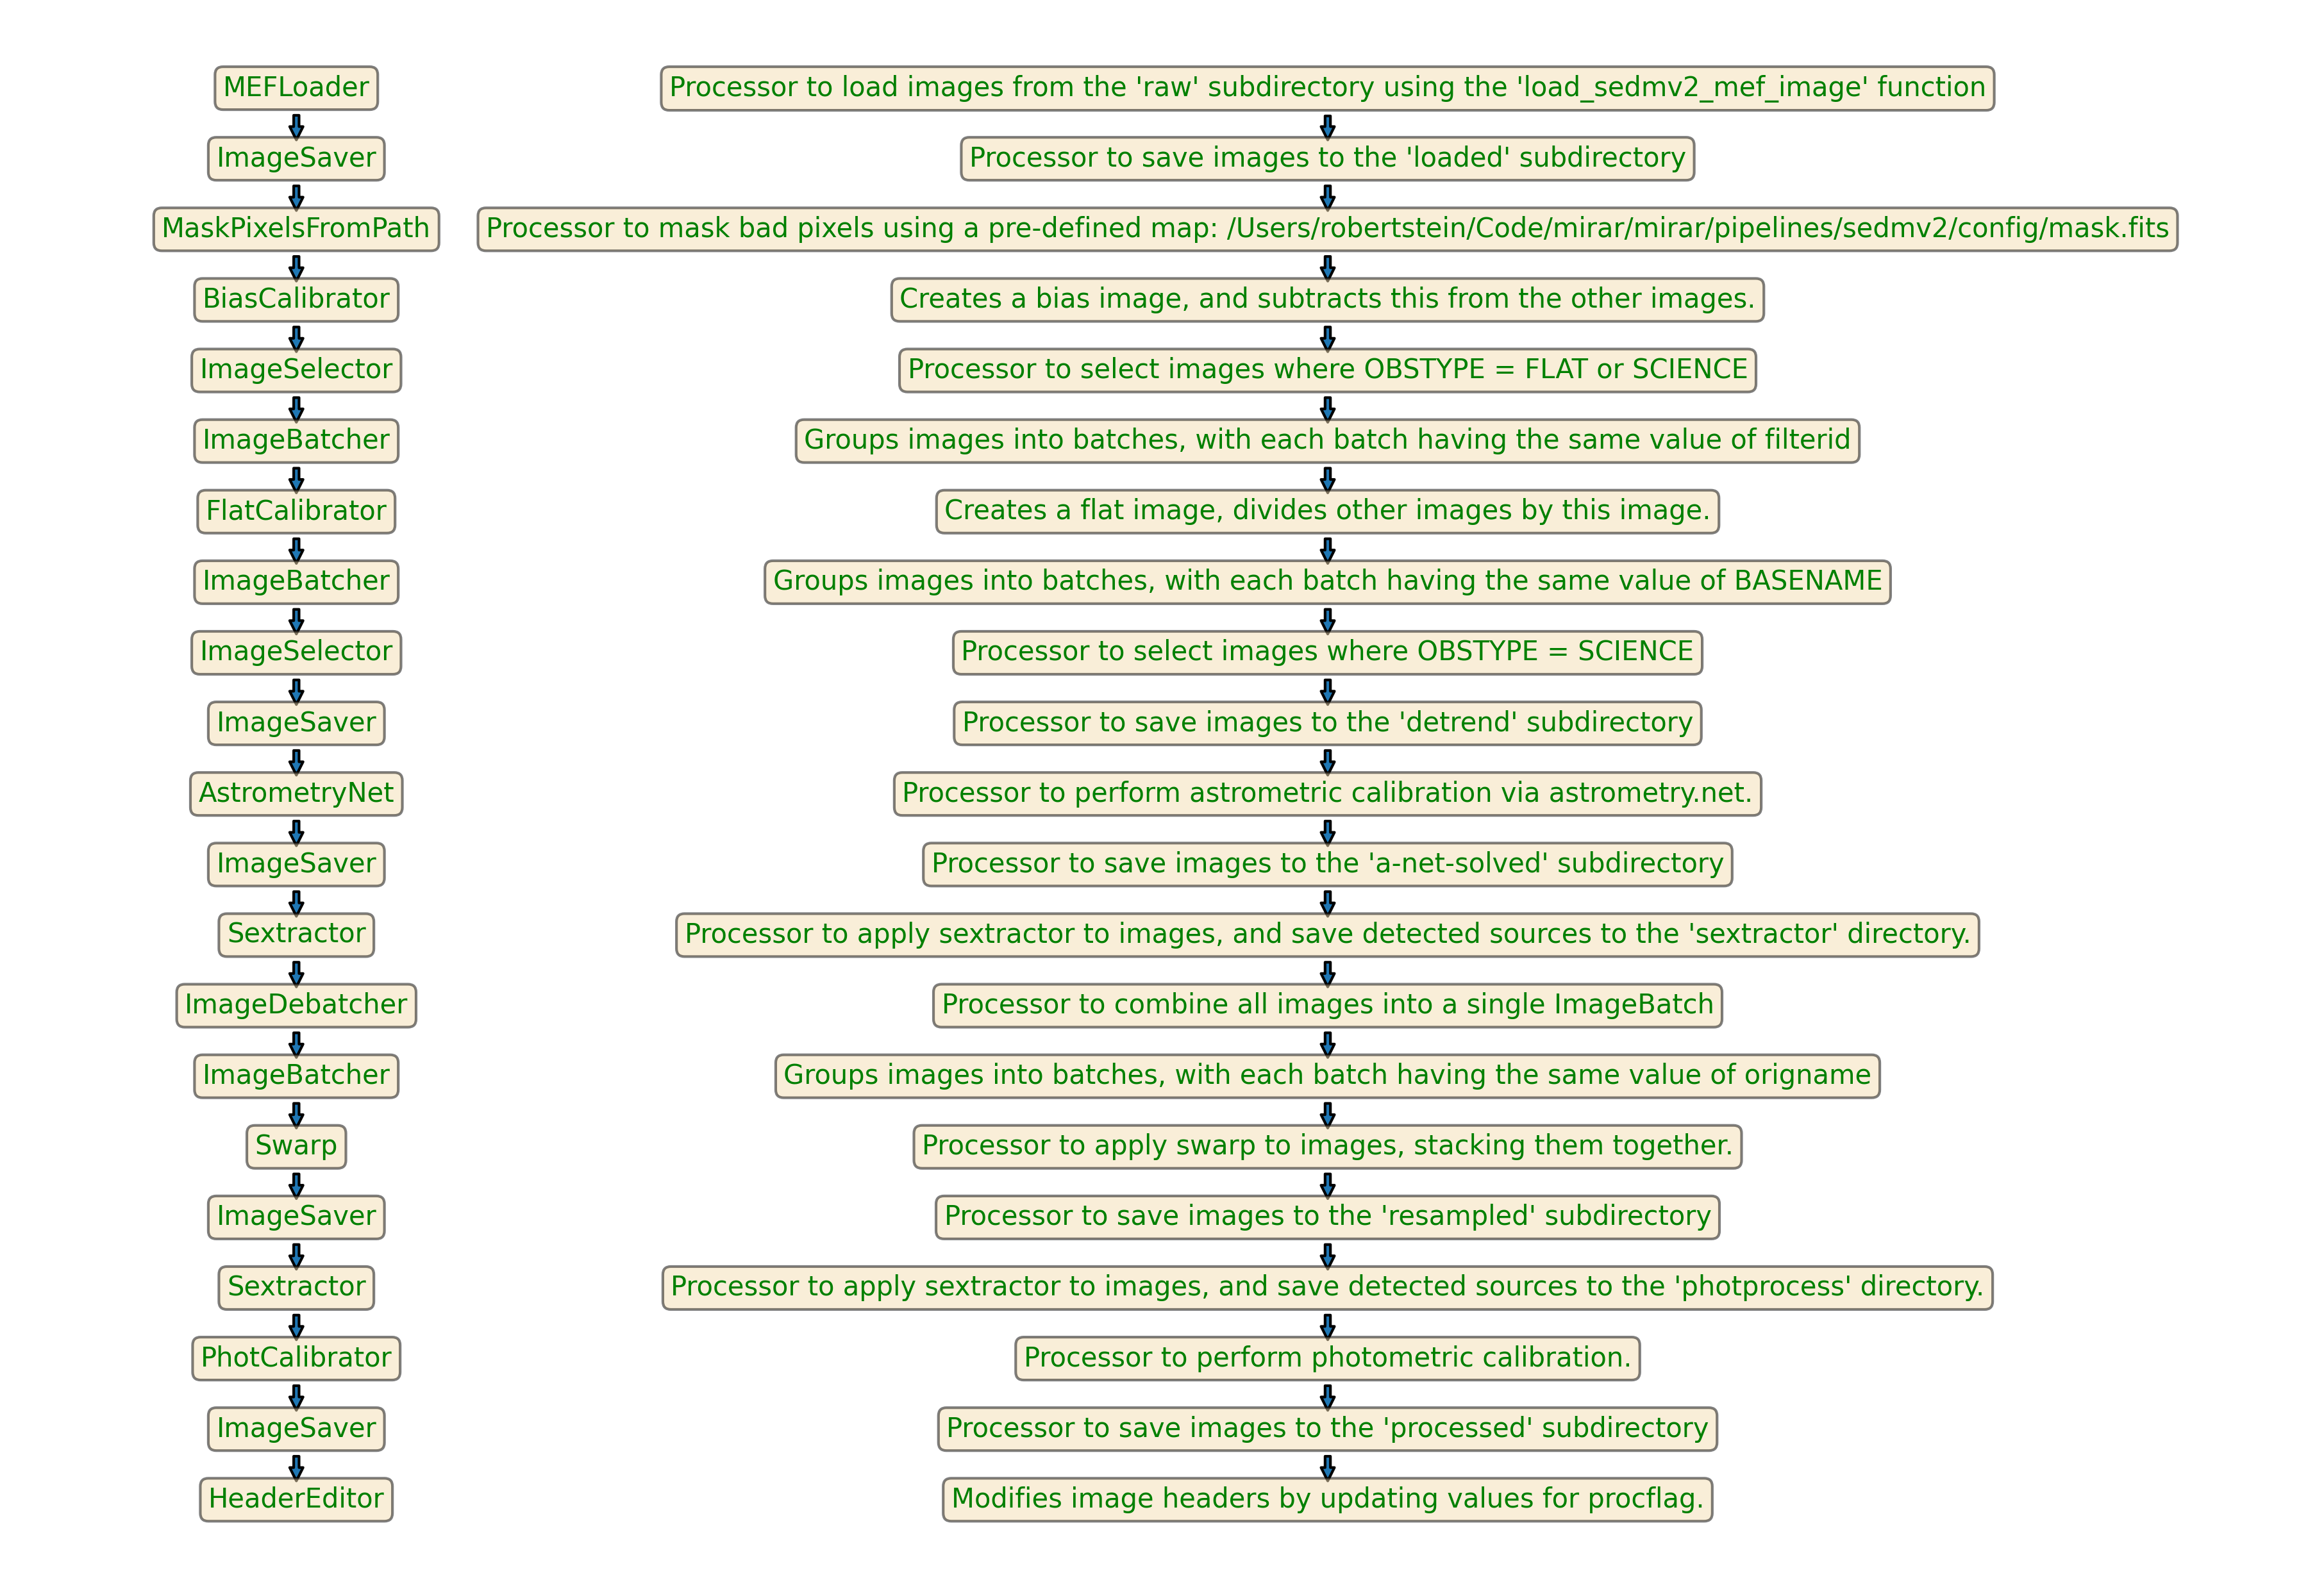 MEFLoader
Processor to load images from the 'raw' subdirectory using the 'load_sedmv2_mef_image' function
ImageSaver
Processor to save images to the 'loaded' subdirectory
MaskPixelsFromPath
Processor to mask bad pixels using a pre-defined map: /Users/robertstein/Code/mirar/mirar/pipelines/sedmv2/config/mask.fits
BiasCalibrator
Creates a bias image, and subtracts this from the other images.
ImageSelector
Processor to select images where OBSTYPE = FLAT or SCIENCE
ImageBatcher
Groups images into batches, with each batch having the same value of filterid
FlatCalibrator
Creates a flat image, divides other images by this image.
ImageBatcher
Groups images into batches, with each batch having the same value of BASENAME
ImageSelector
Processor to select images where OBSTYPE = SCIENCE
ImageSaver
Processor to save images to the 'detrend' subdirectory
AstrometryNet
Processor to perform astrometric calibration via astrometry.net.
ImageSaver
Processor to save images to the 'a-net-solved' subdirectory
Sextractor
Processor to apply sextractor to images, and save detected sources to the 'sextractor' directory.
ImageDebatcher
Processor to combine all images into a single ImageBatch
ImageBatcher
Groups images into batches, with each batch having the same value of origname
Swarp
Processor to apply swarp to images, stacking them together.
ImageSaver
Processor to save images to the 'resampled' subdirectory
Sextractor
Processor to apply sextractor to images, and save detected sources to the 'photprocess' directory.
PhotCalibrator
Processor to perform photometric calibration.
ImageSaver
Processor to save images to the 'processed' subdirectory
HeaderEditor
Modifies image headers by updating values for procflag.